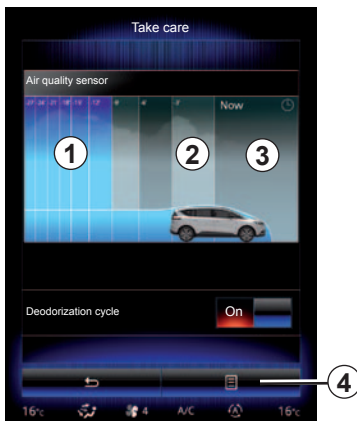 Take care
Air quality sensor
Now
1
2
3
Deodorization cycle
On
4
16°c
4
A/C
16°c